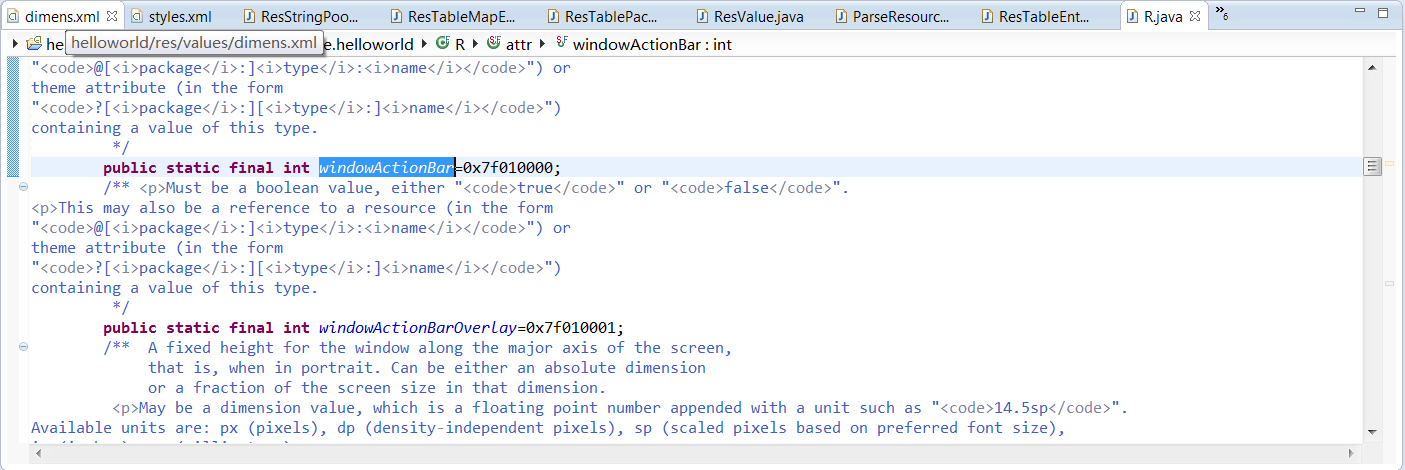 dimens.xml styles.xml ResStringPoo... ResTableMapE... ResTablePac... ResValue.java ParseResourc... ResTableEnt... R.java »6
he helloworld/res/values/dimens.xml e.helloworld R attr windowActionBar : int
"<code>@[<i>package</i>:]<i>type</i>:<i>name</i></code>") or
theme attribute (in the form
"<code>?[<i>package</i>:][<i>type</i>:]<i>name</i></code>")
containing a value of this type.
*/
public static final int windowActionBar=0x7f010000;
/** <p>Must be a boolean value, either "<code>true</code>" or "<code>false</code>".
<p>This may also be a reference to a resource (in the form
"<code>@[<i>package</i>:]<i>type</i>:<i>name</i></code>") or
theme attribute (in the form
"<code>?[<i>package</i>:][<i>type</i>:]<i>name</i></code>")
containing a value of this type.
*/
public static final int windowActionBarOverlay=0x7f010001;
/** A fixed height for the window along the major axis of the screen,
that is, when in portrait. Can be either an absolute dimension
or a fraction of the screen size in that dimension.
<p>May be a dimension value, which is a floating point number appended with a unit such as "<code>14.5sp</code>".
Available units are: px (pixels), dp (density-independent pixels), sp (scaled pixels based on preferred font size),